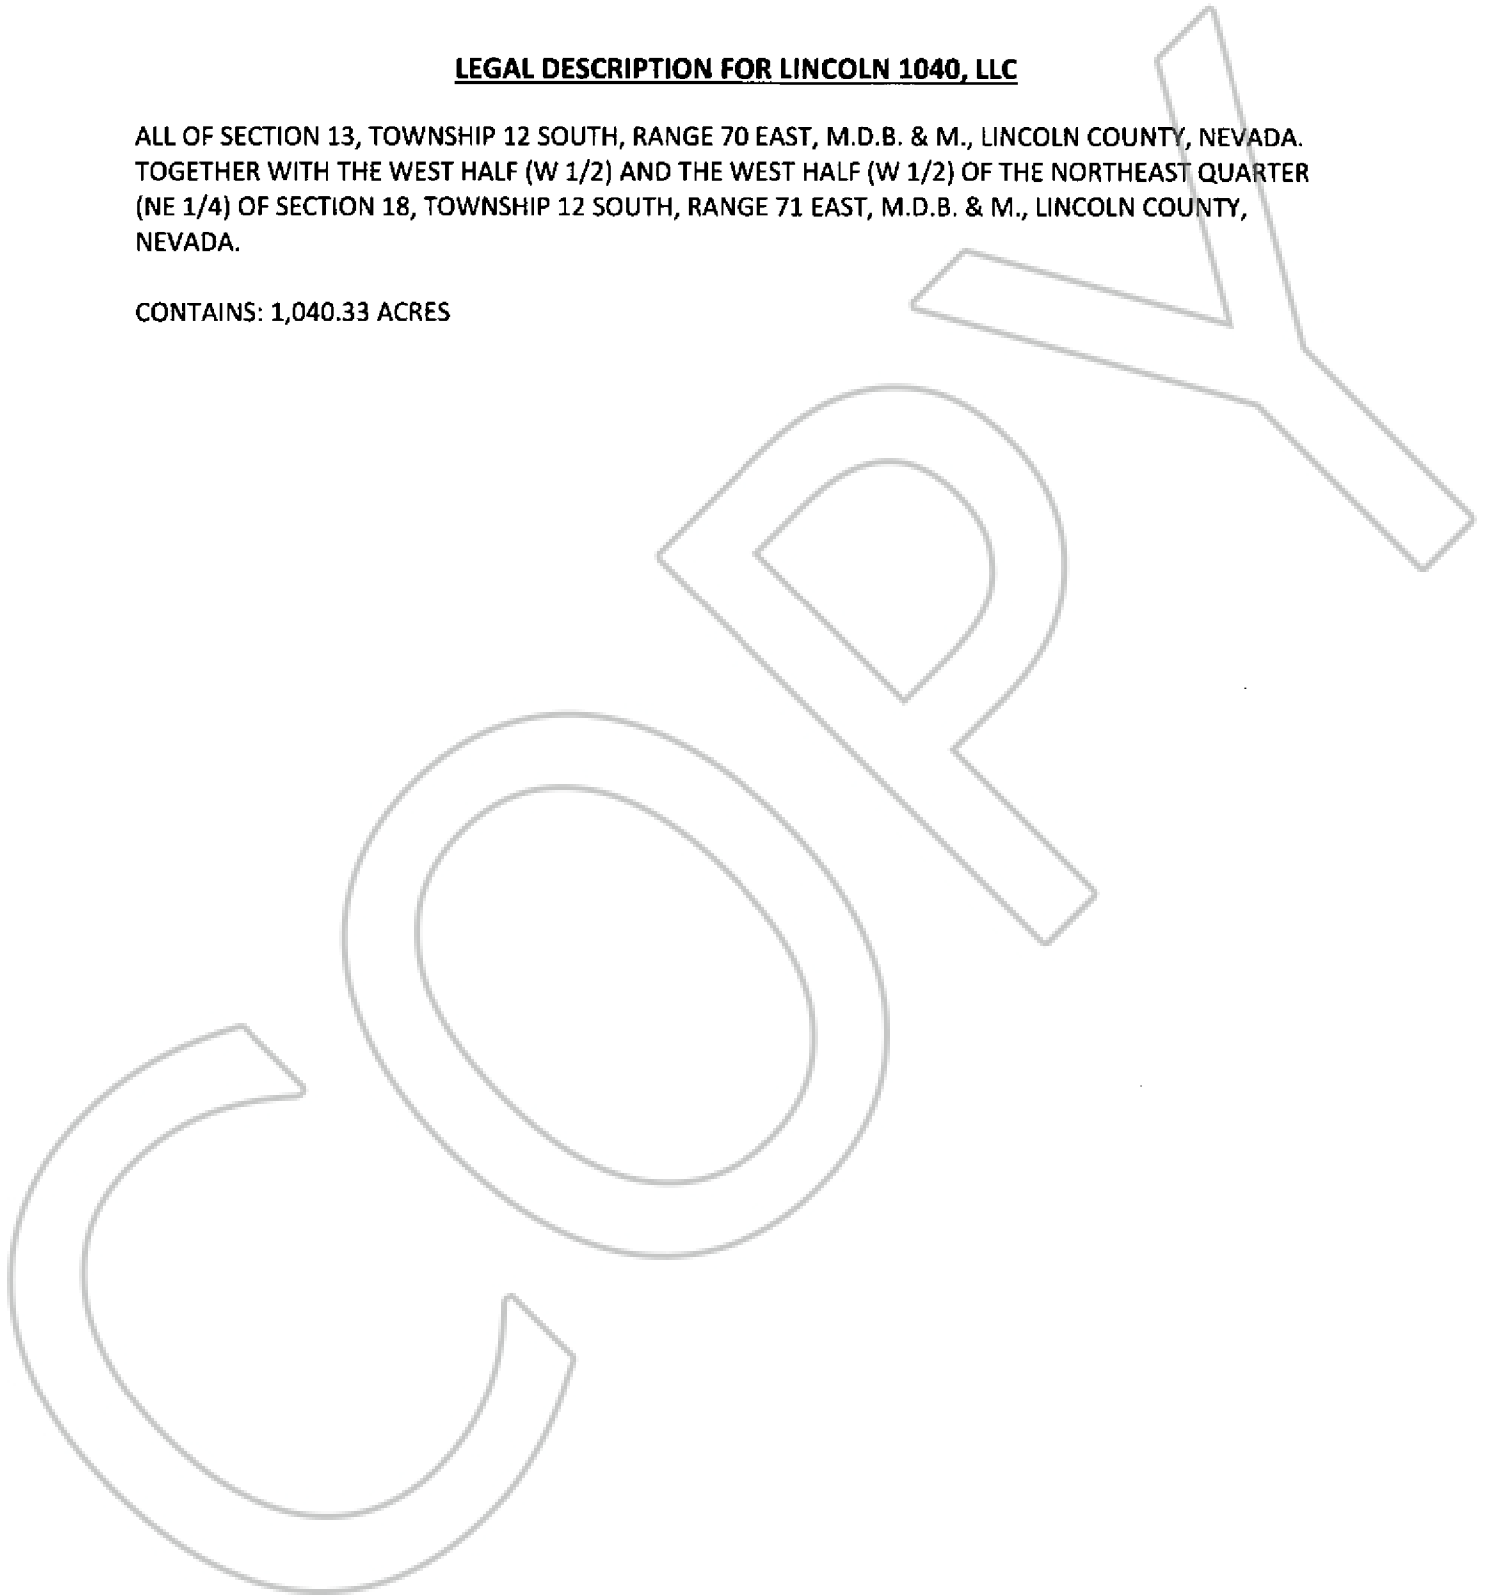 LEGAL DESCRIPTION FOR LINCOLN 1040, LLC
ALL OF SECTION 13, TOWNSHIP 12 SOUTH, RANGE 70 EAST, M.D.B. & M., LINCOLN COUNTY, NEVADA.
TOGETHER WITH THE WEST HALF (W 1/2) AND THE WEST HALF (W 1/2) OF THE NORTHEAST QUARTER
(NE 1/4) OF SECTION 18, TOWNSHIP 12 SOUTH, RANGE 71 EAST, M.D.B. & M., LINCOLN COUNTY,
NEVADA.
CONTAINS: 1,040.33 ACRES
COPY